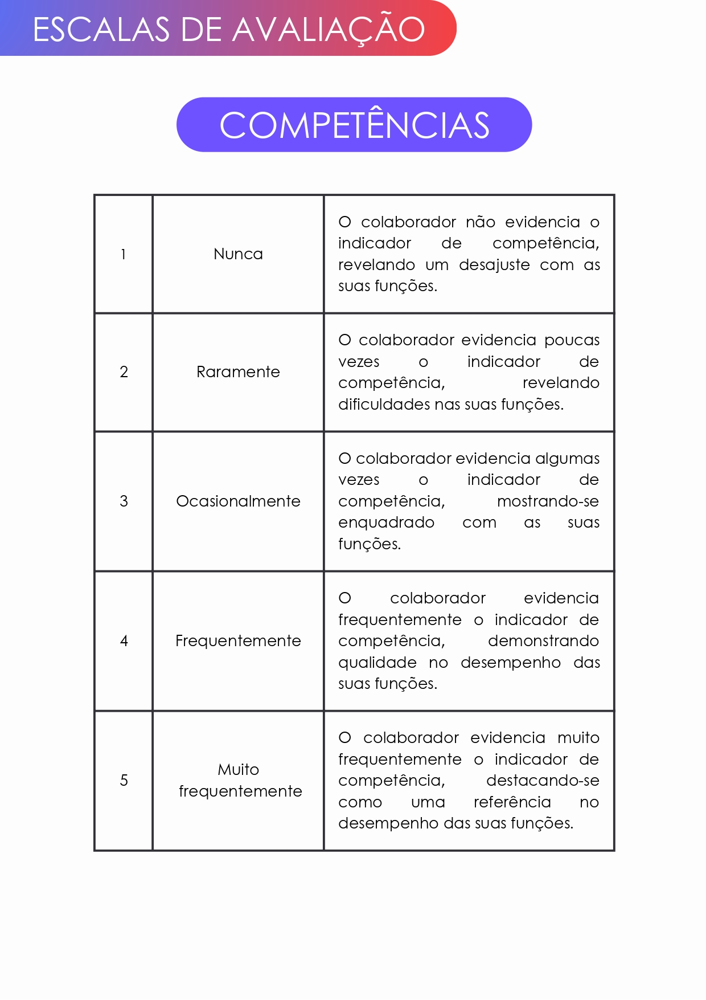 ESCALAS DE AVALIAÇÃO
COMPETÊNCIAS
1
Nunca
O colaborador não evidencia o
indicador de competência,
revelando um desajuste com as
suas funções.
2
Raramente
O colaborador evidencia poucas
vezes o indicador de
competência, revelando
dificuldades nas suas funções.
3
Ocasionalmente
O colaborador evidencia algumas
vezes o indicador de
competência, mostrando-se
enquadrado com as suas
funções.
4
Frequentemente
O colaborador evidencia
frequentemente o indicador de
competência, demonstrando
qualidade no desempenho das
suas funções.
5
Muito
frequentemente
O colaborador evidencia muito
frequentemente o indicador de
competência, destacando-se
como uma referência no
desempenho das suas funções.